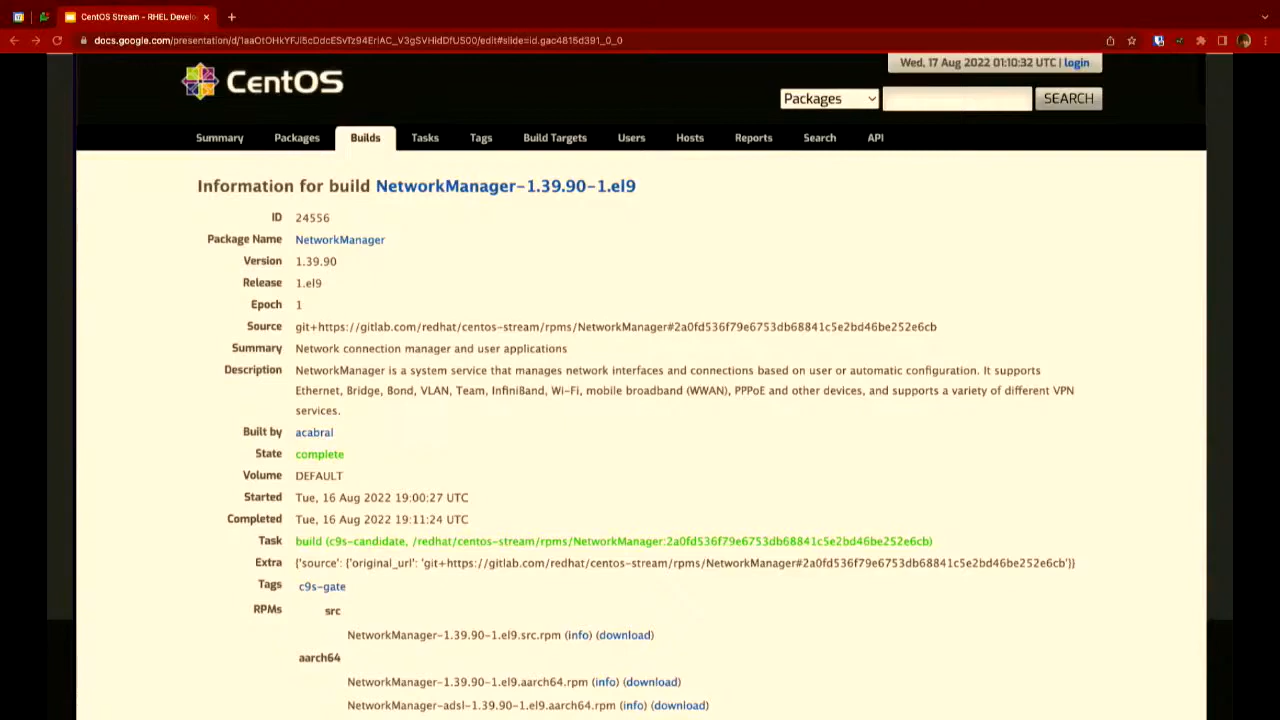 CentOS Stream - RHEL Develo
docs.google.com/presentation/d/1aaOtOHkYFJI5cDdcESvTz94ErIAC_V3gSVHidDfUS00/edit#slide=id.gac4815d391_0_0
CentOS
Wed, 17 Aug 2022 01:10:32 UTC | login
Packages SEARCH
Summary Packages Builds Tasks Tags Build Targets Users Hosts Reports Search API
Information for build NetworkManager-1.39.90-1.el9
ID 24556
Package Name NetworkManager
Version 1.39.90
Release 1.el9
Epoch 1
Source git+https://gitlab.com/redhat/centos-stream/rpms/NetworkManager#2a0fd536f79e6753db68841c5e2bd46be252e6cb
Summary Network connection manager and user applications
Description NetworkManager is a system service that manages network interfaces and connections based on user or automatic configuration. It supports
Ethernet, Bridge, Bond, VLAN, Team, InfiniBand, Wi-Fi, mobile broadband (WWAN), PPPoE and other devices, and supports a variety of different VPN
services.
Built by acabral
State complete
Volume DEFAULT
Started Tue, 16 Aug 2022 19:00:27 UTC
Completed Tue, 16 Aug 2022 19:11:24 UTC
Task build (c9s-candidate, /redhat/centos-stream/rpms/NetworkManager:2a0fd536f79e6753db68841c5e2bd46be252e6cb)
Extra {'source': {'original_url': 'git+https://gitlab.com/redhat/centos-stream/rpms/NetworkManager#2a0fd536f79e6753db68841c5e2bd46be252e6cb'}}
Tags c9s-gate
RPMs src
NetworkManager-1.39.90-1.el9.src.rpm (info) (download)
aarch64
NetworkManager-1.39.90-1.el9.aarch64.rpm (info) (download)
NetworkManager-adsl-1.39.90-1.el9.aarch64.rpm (info) (download)